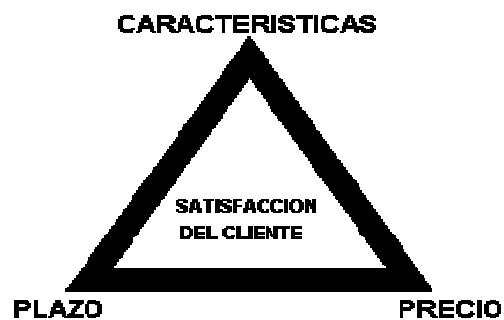 CARACTERISTICAS
SATISFACCION
DEL CLIENTE
PLAZO
PRECIO